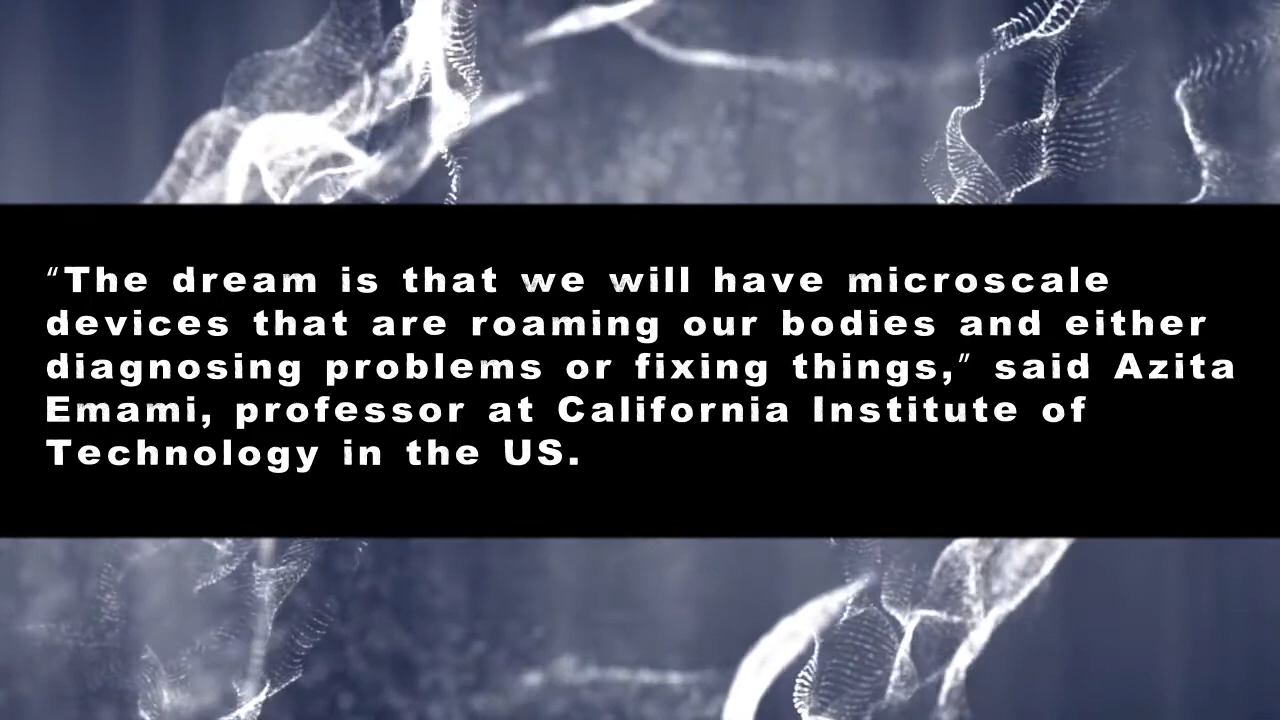 “The dream is that we will have microscale
devices that are roaming our bodies and either
diagnosing problems or fixing things,” said Azita
Emami, professor at California Institute of
Technology in the US.